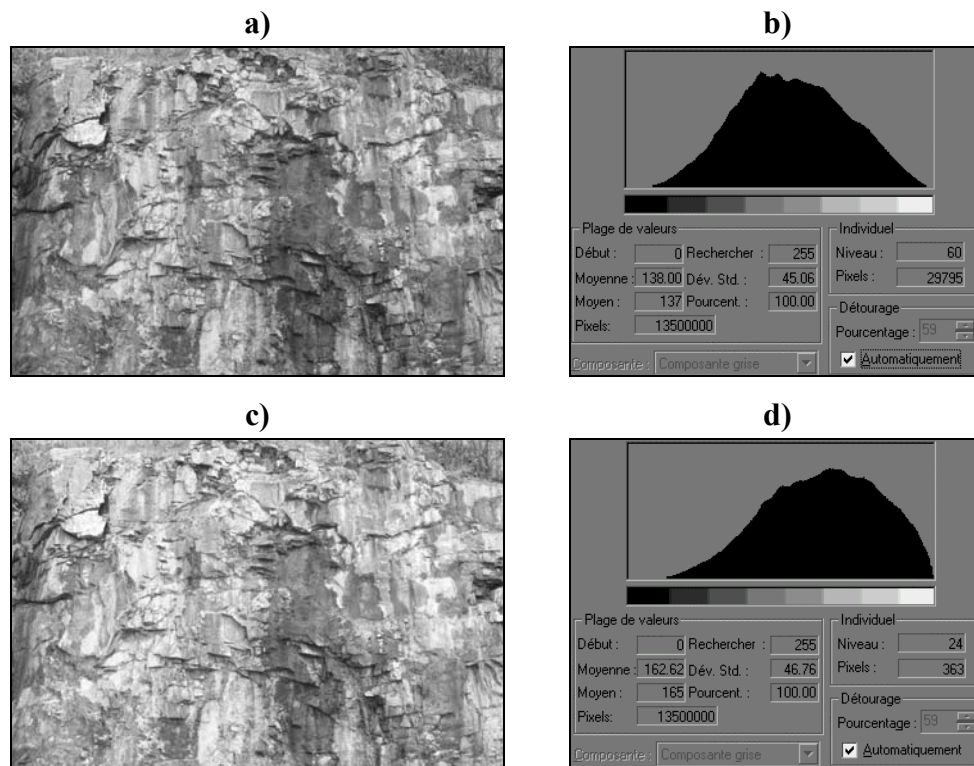 a)
b)
Plage de valeurs
Individuel
Début : 0 Rechercher : 255
Niveau : 60
Moyenne : 138.00 Dév. Std. : 45.06
Pixels : 29795
Moyen : 137 Pourcent. : 100.00
Détourage
Pixels: 13500000
Pourcentage : 59
Composante : Composante grise
Automatiquement
c)
d)
Plage de valeurs
Individuel
Début : 0 Rechercher : 255
Niveau : 24
Moyenne : 162.62 Dév. Std. : 46.76
Pixels : 363
Moyen : 165 Pourcent. : 100.00
Détourage
Pixels: 13500000
Pourcentage : 59
Composante : Composante grise
Automatiquement